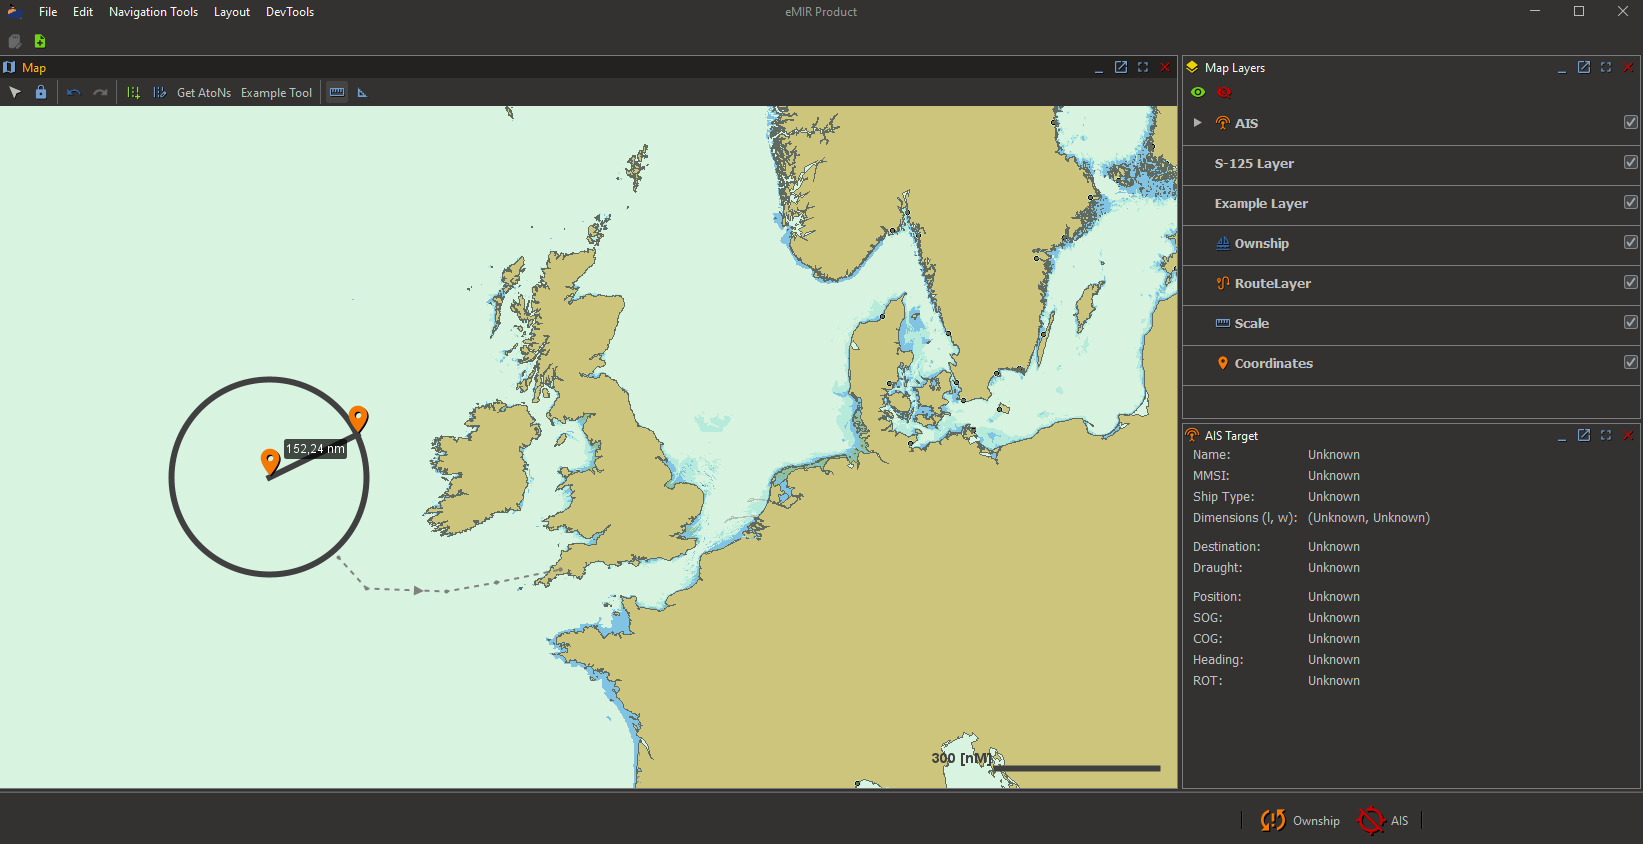 File Edit Navigation Tools Layout DevTools
eMIR Product
Map
Get AtoNs Example Tool
152,24 nm
300 [nM]
Map Layers
AIS
S-125 Layer
Example Layer
Ownship
RouteLayer
Scale
Coordinates
AIS Target
Name: Unknown
MMSI: Unknown
Ship Type: Unknown
Dimensions (l, w): (Unknown, Unknown)
Destination: Unknown
Draught: Unknown
Position: Unknown
SOG: Unknown
COG: Unknown
Heading: Unknown
ROT: Unknown
Ownship AIS